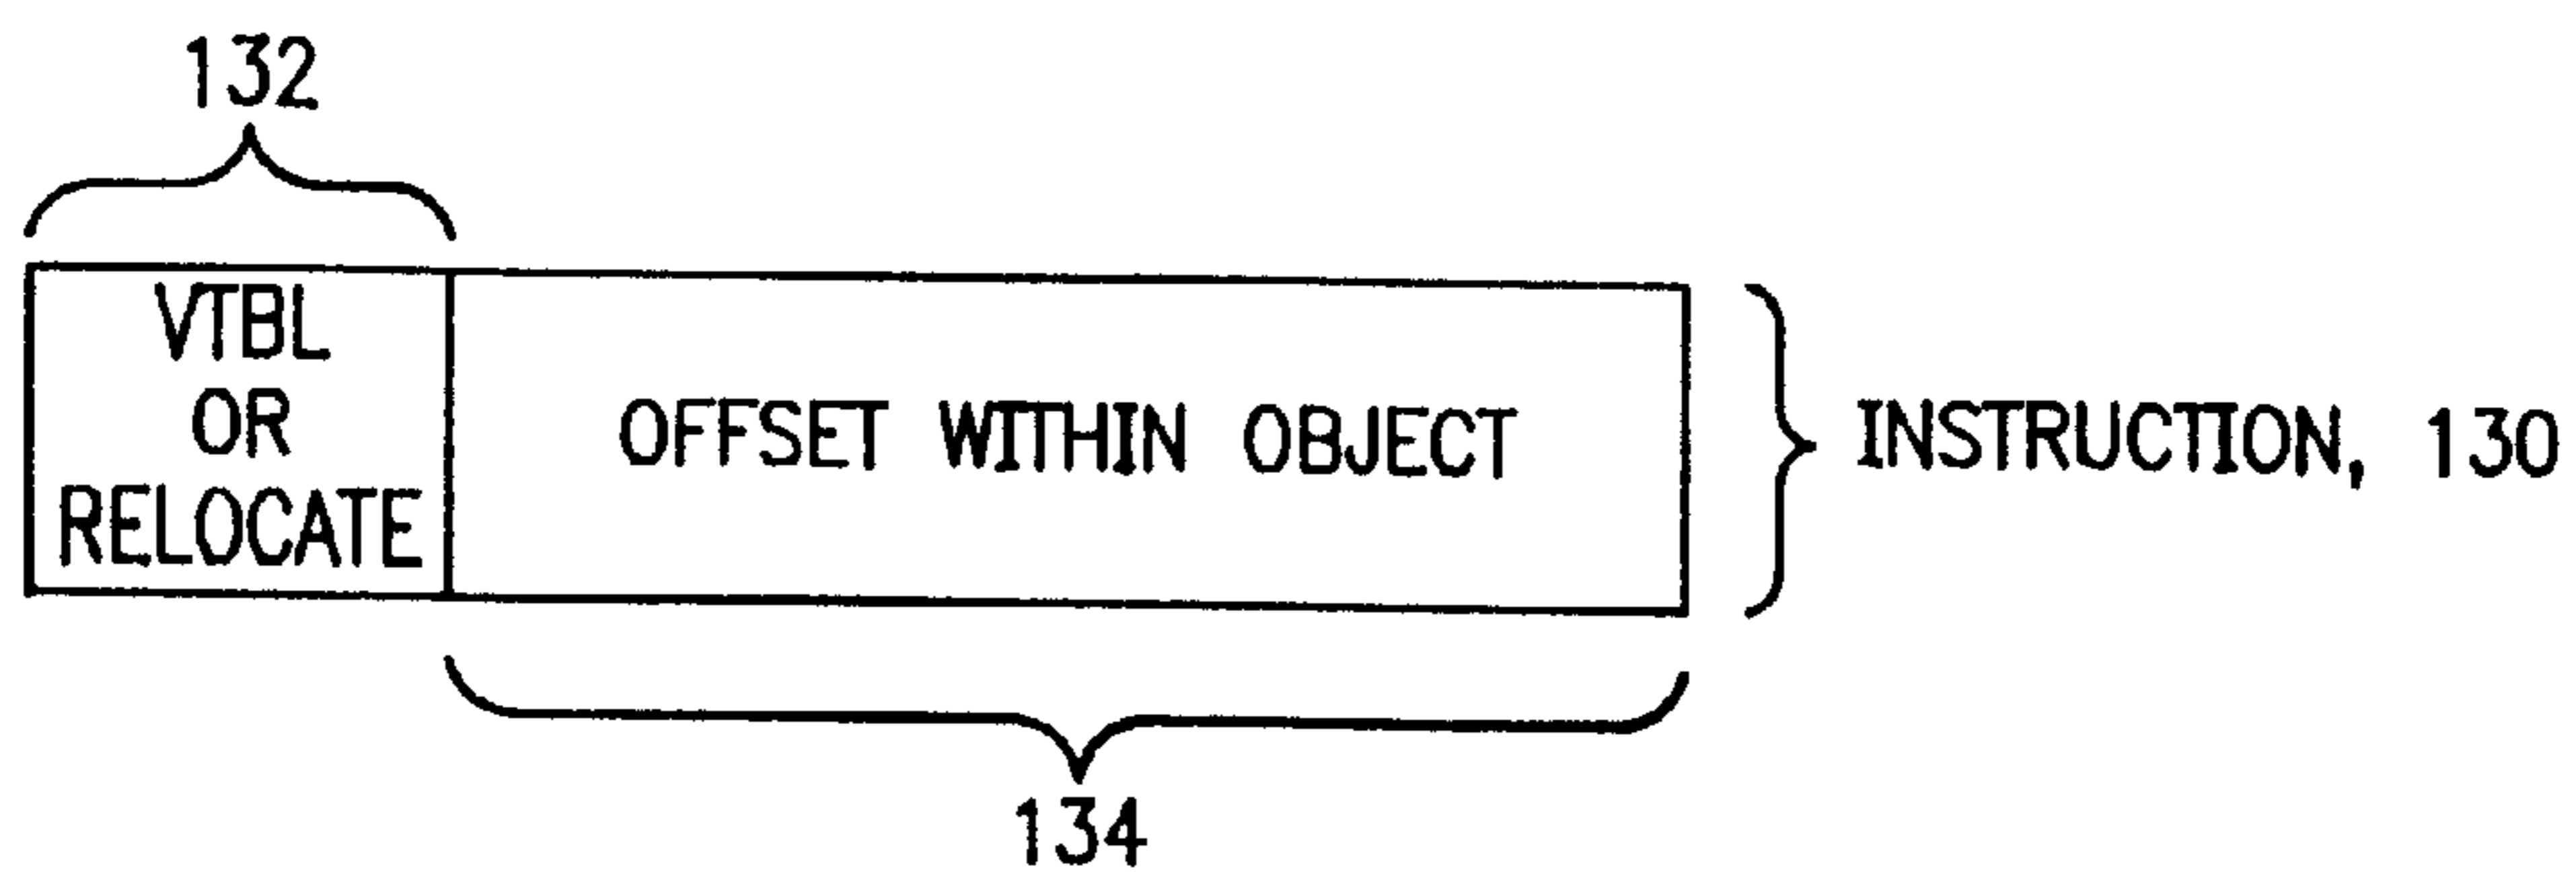 132
VTBL
OR
RELOCATE
OFFSET WITHIN OBJECT
INSTRUCTION, 130
134